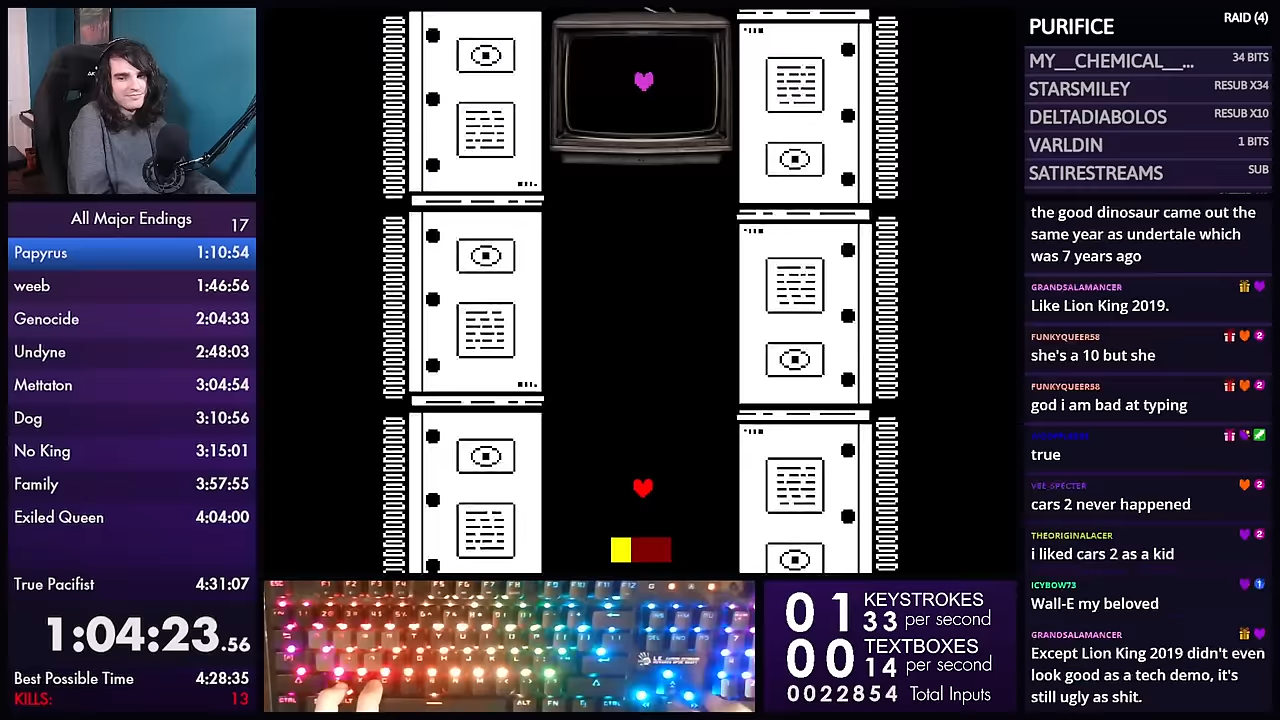 All Major Endings 17
Papyrus 1:10:54
weeb 1:46:56
Genocide 2:04:33
Undyne 2:48:03
Mettaton 3:04:54
Dog 3:10:56
No King 3:15:01
Family 3:57:55
Exiled Queen 4:04:00
True Pacifist 4:31:07
1:04:23.56
Best Possible Time 4:28:35
KILLS: 13
01 33 KEYSTROKES per second
00 14 TEXTBOXES per second
0022854 Total Inputs
PURIFICE RAID (4)
MY__CHEMICAL__... 34 BITS
STARSMILEY RESUB X34
DELTADIABOLOS RESUB X10
VARLDIN 1 BITS
SATIRESTREAMS SUB
the good dinosaur came out the
same year as undertale which
was 7 years ago
GRANDSALAMANCER
Like Lion King 2019.
FUNKYQUEER58
she's a 10 but she
FUNKYQUEER58
god i am bad at typng
true
VBE-SPECTER
cars 2 never happened
THEORIGINALACER
i liked cars 2 as a kid
ICYBOW73
Wall-E my beloved
GRANDSALAMANCER
Except Lion King 2019 didn't even
look good as a tech demo, it's
still ugly as shit.